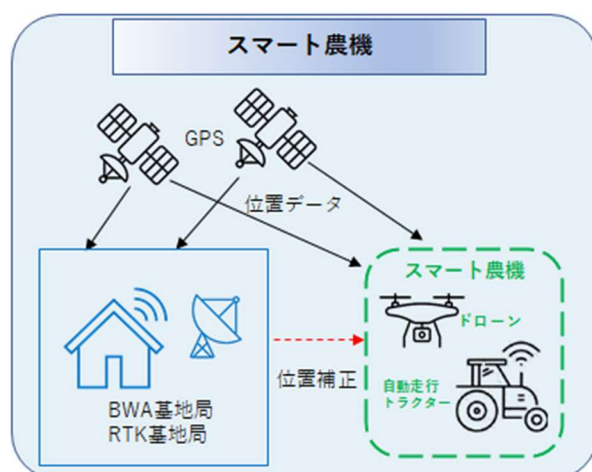 スマート農機
GPS
位置データ
スマート農機
ドローン
位置補正
自動走行
トラクター
BWA基地局
RTK基地局